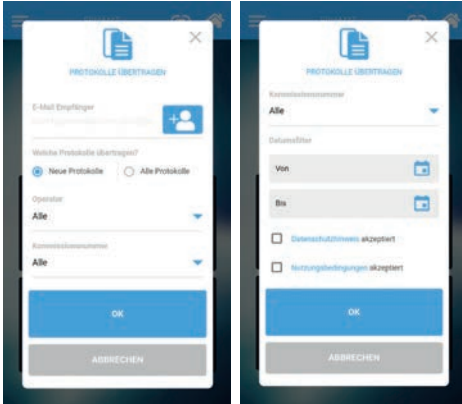 PROTOKOLLE ÜBERTRAGEN
E-Mail Empfänger
Welche Protokolle übertragen?
Neue Protokolle
Alle Protokolle
Operator
Alle
Kommissionsnummer
Alle
OK
ABBRECHEN
PROTOKOLLE ÜBERTRAGEN
Kommissionsnummer
Alle
Datumsfilter
Von
Bis
Datenschutzhinweis akzeptiert
Nutzungsbedingungen akzeptiert
OK
ABBRECHEN